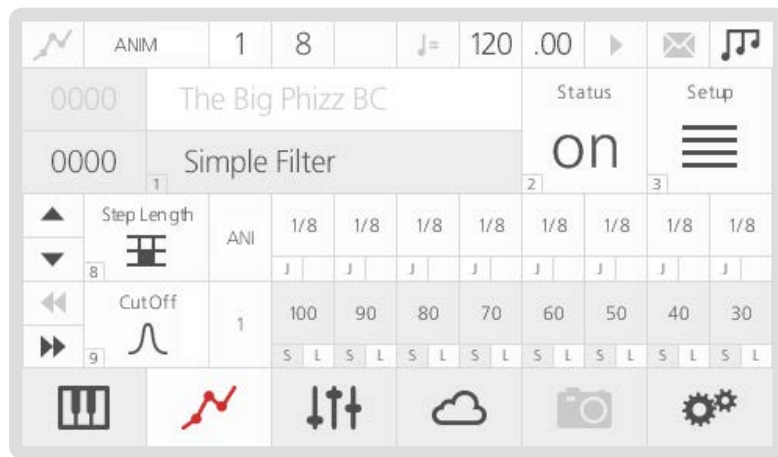 ANIM 1 8 ♩= 120 .00
0000 The Big Phizz BC Status Setup
0000 1 Simple Filter 2 on 3
Step Length ANI 1/8 1/8 1/8 1/8 1/8 1/8 1/8 1/8
8 J J J J J J J J
CutOff 1 100 90 80 70 60 50 40 30
9 S L S L S L S L S L S L S L S L